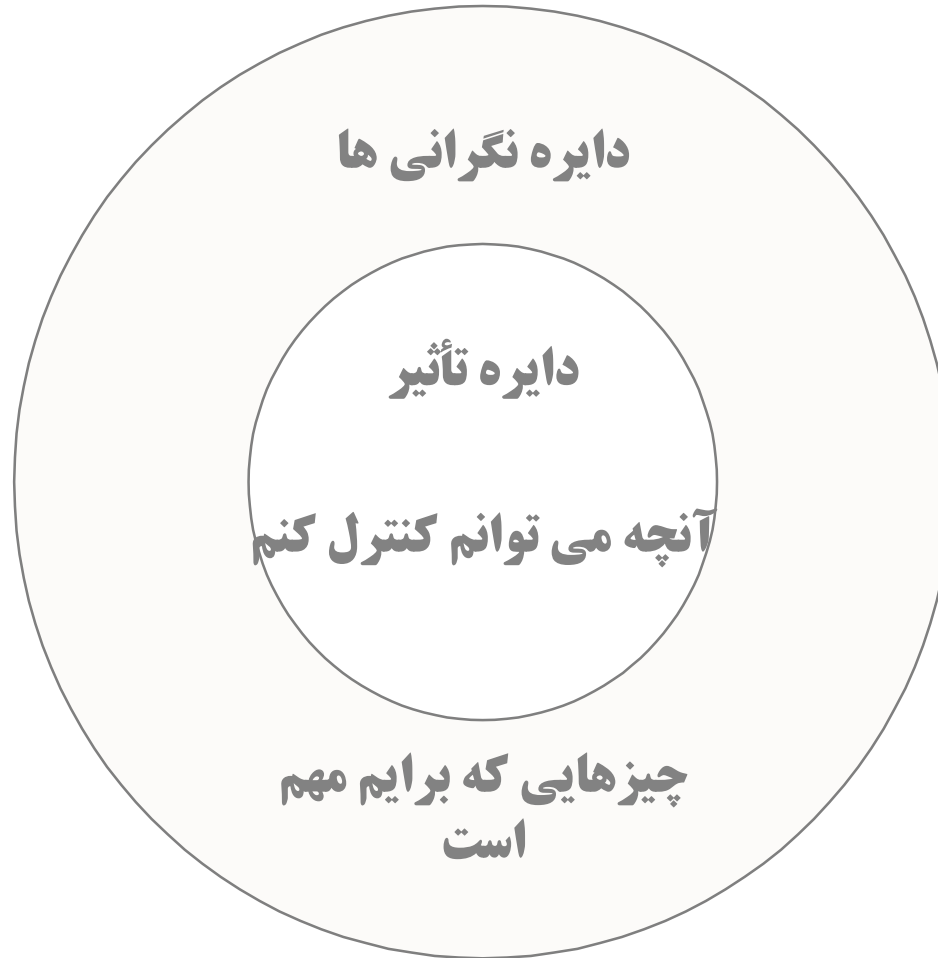 دایره نگرانی ها
دایره تأثیر
آنچه می توانم کنترل کنم
چیزهایی که برایم مهم
است